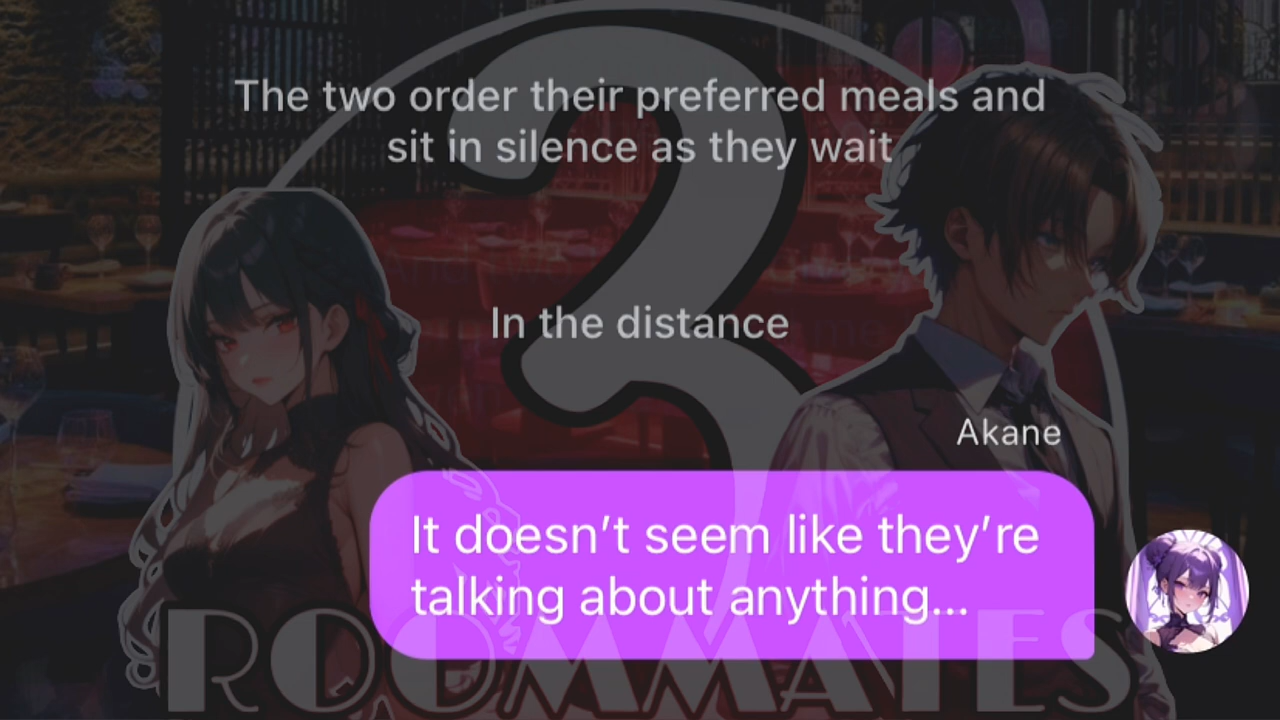 The two order their preferred meals and
sit in silence as they wait
In the distance
Akane
It doesn’t seem like they’re
talking about anything...
3
ROOMMATES